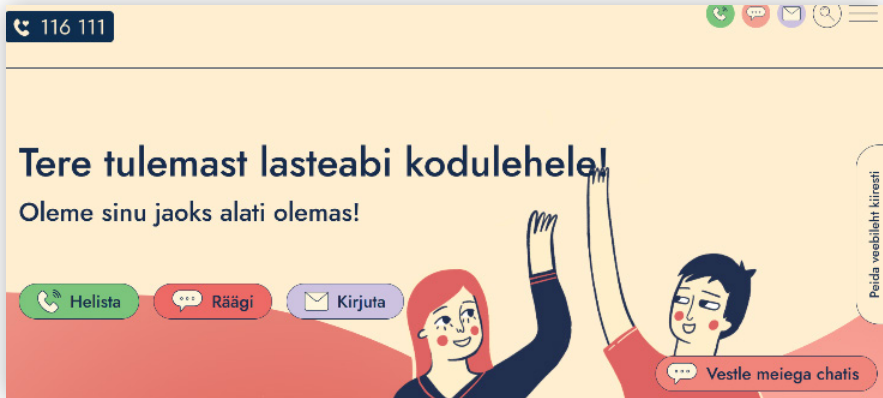 116 111
Tere tulemast lasteabi kodulehele!
Oleme sinu jaoks alati olemas!
Helista
Räägi
Kirjuta
Peida veebileht kiiresti
Vestle meiega chatis